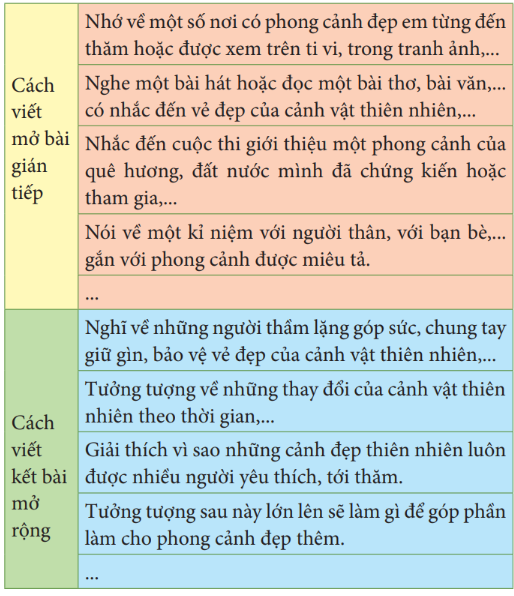 Cách
viết
mở bài
gián
tiếp
Nhớ về một số nơi có phong cảnh đẹp em từng đến
thăm hoặc được xem trên ti vi, trong tranh ảnh,...
Nghe một bài hát hoặc đọc một bài thơ, bài văn,...
có nhắc đến vẻ đẹp của cảnh vật thiên nhiên,...
Nhắc đến cuộc thi giới thiệu một phong cảnh của
quê hương, đất nước mình đã chứng kiến hoặc
tham gia,...
Nói về một kỉ niệm với người thân, với bạn bè,...
gắn với phong cảnh được miêu tả.
...
Cách
viết
kết bài
mở
rộng
Nghĩ về những người thầm lặng góp sức, chung tay
giữ gìn, bảo vệ vẻ đẹp của cảnh vật thiên nhiên,...
Tưởng tượng về những thay đổi của cảnh vật thiên
nhiên theo thời gian,...
Giải thích vì sao những cảnh đẹp thiên nhiên luôn
được nhiều người yêu thích, tới thăm.
Tưởng tượng sau này lớn lên sẽ làm gì để góp phần
làm cho phong cảnh đẹp thêm.
...